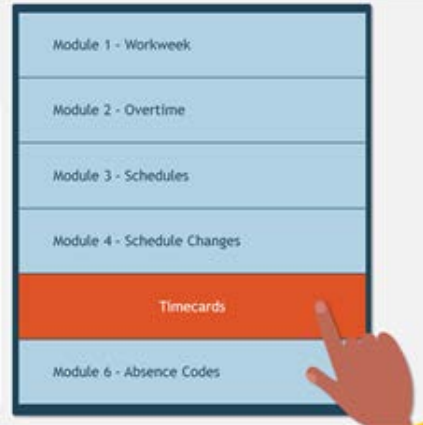 Module 1 - Workweek
Module 2 - Overtime
Module 3 - Schedules
Module 4 - Schedule Changes
Timecards
Module 6 - Absence Codes